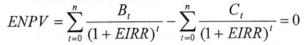 ENPV = \sum_{t=0}^{n} \frac{B_t}{(1+EIRR)^t} - \sum_{t=0}^{n} \frac{C_t}{(1+EIRR)^t} = 0